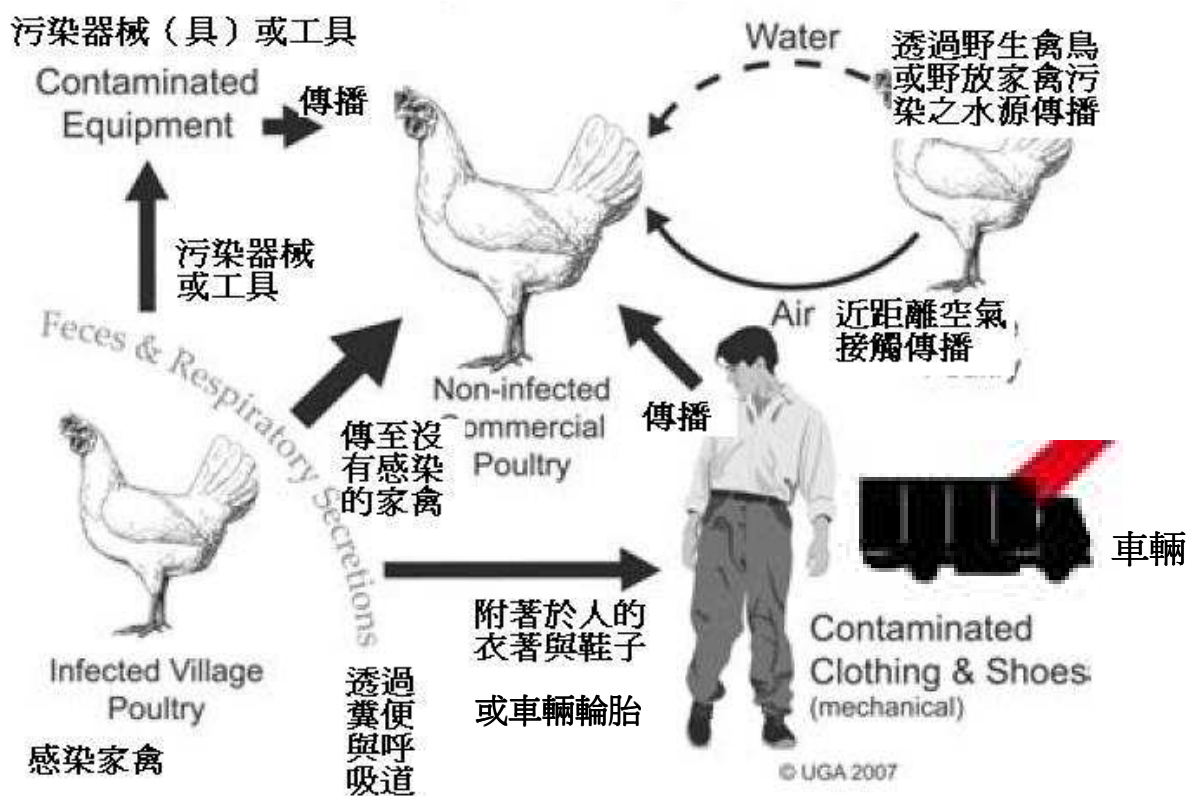 污染器械（具）或工具
Contaminated
Equipment
傳播
Water
透過野生禽鳥
或野放家禽污
染之水源傳播
污染器械
或工具
Feces & Respiratory Secretions
Air
近距離空氣
接觸傳播
Non-infected
ommercial
Poultry
傳至沒
有感染
的家禽
傳播
車輛
附著於人的
衣著與鞋子
或車輛輪胎
Contaminated
Clothing & Shoes
(mechanical)
Infected Village
Poultry
感染家禽
透過
糞便
與呼
吸道
© UGA 2007